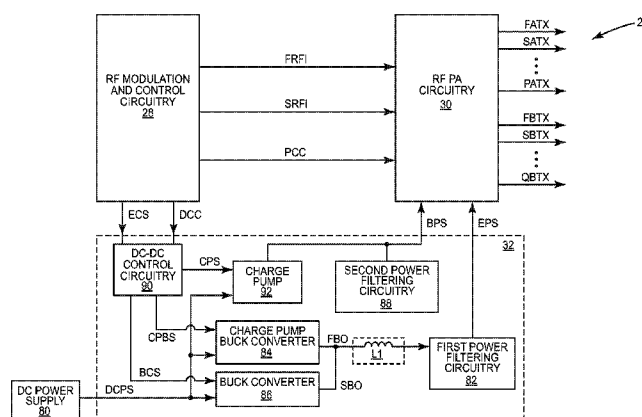 RF MODULATION
AND CONTROL
CIRCUITRY
28
FRFI
SRFI
PCC
RF PA
CIRCUITRY
30
FATX
SATX
PATX
FBTX
SBTX
QBTX
2
ECS
DCC
BPS
EPS
32
DC-DC
CONTROL
CIRCUITRY
90
CPS
CHARGE
PUMP
92
SECOND POWER
FILTERING
CIRCUITRY
88
CPBS
CHARGE PUMP
BUCK CONVERTER
84
FBO
L1
FIRST POWER
FILTERING
CIRCUITRY
82
BCS
BUCK CONVERTER
86
SBO
DC POWER
SUPPLY
80
DCPS